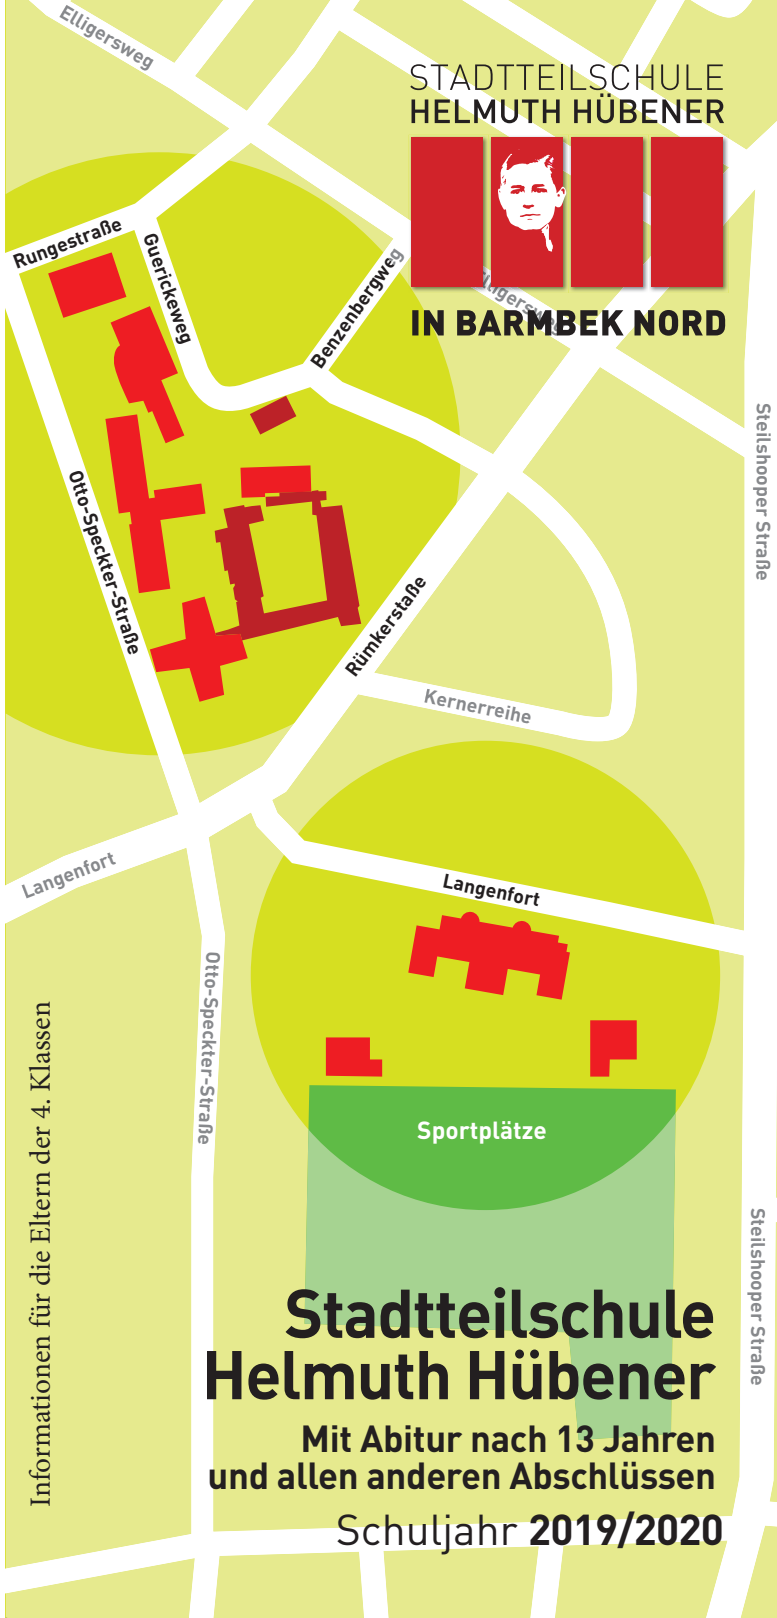 Elligersweg
STADTTEILSCHULE
HELMUTH HÜBENER
Rungestraße
Guerickeweg
Benzenbergweg
Elligersweg
IN BARMBEK NORD
Steilshooper Straße
Otto-Speckter-Straße
Rümkerstaße
Kernerreihe
Langenfort
Langenfort
Otto-Speckter-Straße
Informationen für die Eltern der 4. Klassen
Sportplätze
Steilshooper Straße
Stadtteilschule
Helmuth Hübener
Mit Abitur nach 13 Jahren
und allen anderen Abschlüssen
Schuljahr 2019/2020